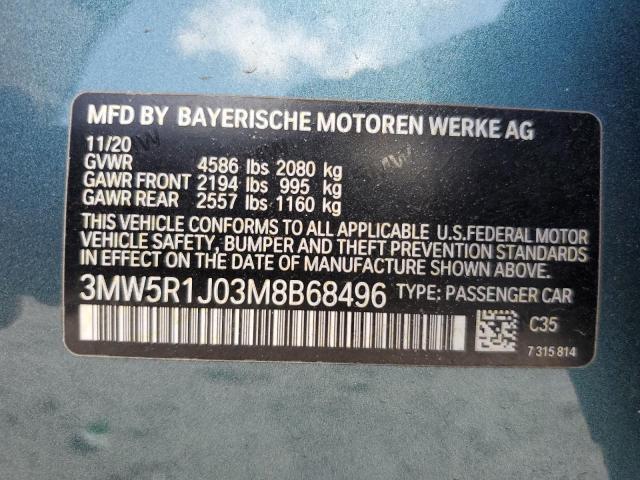 MFD BY BAYERISCHE MOTOREN WERKE AG
11/20
GVWR 4586 lbs 2080 kg
GAWR FRONT 2194 lbs 995 kg
GAWR REAR 2557 lbs 1160 kg
THIS VEHICLE CONFORMS TO ALL APPLICABLE U.S.FEDERAL MOTOR
VEHICLE SAFETY, BUMPER AND THEFT PREVENTION STANDARDS
IN EFFECT ON THE DATE OF MANUFACTURE SHOWN ABOVE.
3MW5R1J03M8B68496 TYPE: PASSENGER CAR
C35
7 315 814